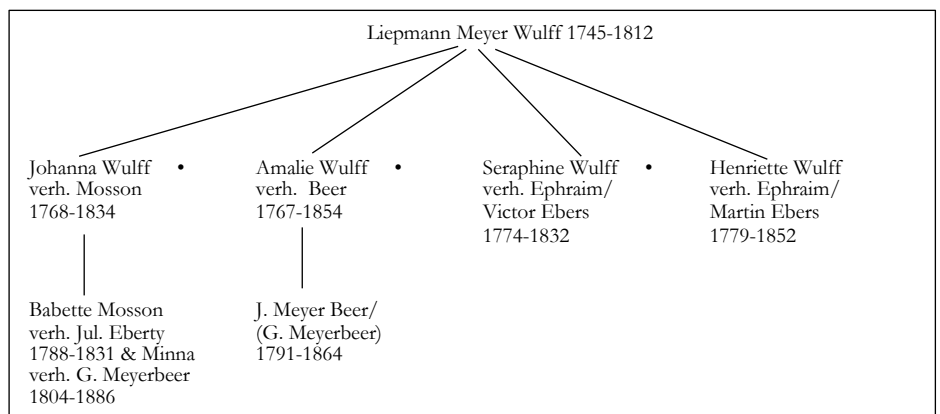 Liepmann Meyer Wulff 1745-1812
Johanna Wulff •
verh. Mosson
1768-1834
Amalie Wulff •
verh. Beer
1767-1854
Seraphine Wulff •
verh. Ephraim/
Victor Ebers
1774-1832
Henriette Wulff
verh. Ephraim/
Martin Ebers
1779-1852
Babette Mosson
verh. Jul. Eberty
1788-1831 & Minna
verh. G. Meyerbeer
1804-1886
J. Meyer Beer/
(G. Meyerbeer)
1791-1864